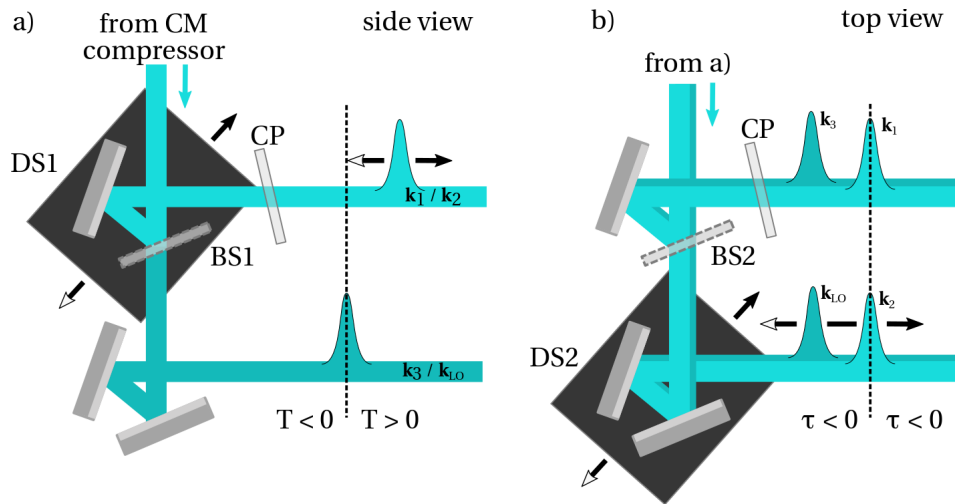 a)
from CM
compressor
side view
DS1
CP
k1 / k2
BS1
k3 / kLO
T < 0
T > 0
b)
top view
from a)
CP
k3
k1
BS2
kLO
k2
DS2
τ < 0
τ < 0